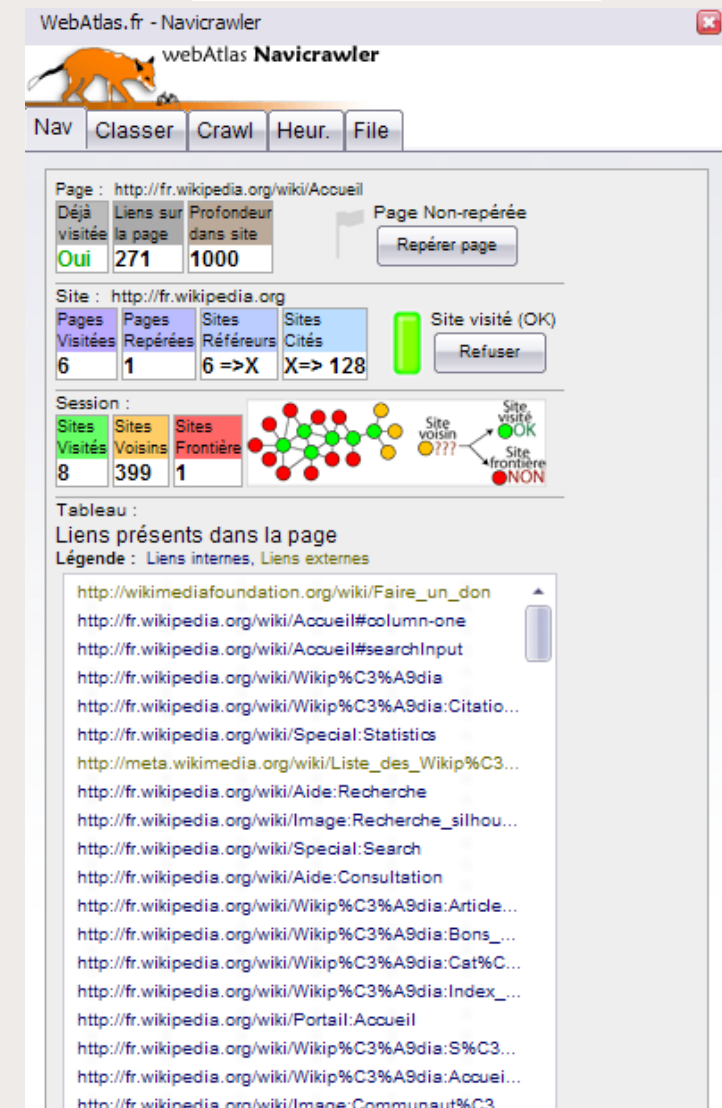 WebAtlas.fr - Navicrawler
webAtlas Navicrawler
Nav Classer Crawl Heur. File
Page : http://fr.wikipedia.org/wiki/Accueil
Déjà visitée Liens sur la page Profondeur dans site
Oui 271 1000
Page Non-repérée
Repérer page
Site : http://fr.wikipedia.org
Pages Visitées Pages Repérées Sites Référeurs Sites Cités
6 1 6 =>X X=> 128
Site visité (OK)
Refuser
Session :
Sites Visités Sites Voisins Sites Frontière
8 399 1
Site voisin
???
Site visité
OK
Site frontière
NON
Tableau :
Liens présents dans la page
Légende : Liens internes, Liens externes
http://wikimediafoundation.org/wiki/Faire_un_don
http://fr.wikipedia.org/wiki/Accueil#column-one
http://fr.wikipedia.org/wiki/Accueil#searchInput
http://fr.wikipedia.org/wiki/Wikip%C3%A9dia
http://fr.wikipedia.org/wiki/Wikip%C3%A9dia:Citatio...
http://fr.wikipedia.org/wiki/Special:Statistics
http://meta.wikimedia.org/wiki/Liste_des_Wikip%C3...
http://fr.wikipedia.org/wiki/Aide:Recherche
http://fr.wikipedia.org/wiki/Image:Recherche_silhou...
http://fr.wikipedia.org/wiki/Special:Search
http://fr.wikipedia.org/wiki/Aide:Consultation
http://fr.wikipedia.org/wiki/Wikip%C3%A9dia:Article...
http://fr.wikipedia.org/wiki/Wikip%C3%A9dia:Bons_...
http://fr.wikipedia.org/wiki/Wikip%C3%A9dia:Cat%C...
http://fr.wikipedia.org/wiki/Wikip%C3%A9dia:Index_...
http://fr.wikipedia.org/wiki/Portail:Accueil
http://fr.wikipedia.org/wiki/Wikip%C3%A9dia:S%C3...
http://fr.wikipedia.org/wiki/Wikip%C3%A9dia:Accuei...
http://fr.wikipedia.org/wiki/Image:Communaut%C3...